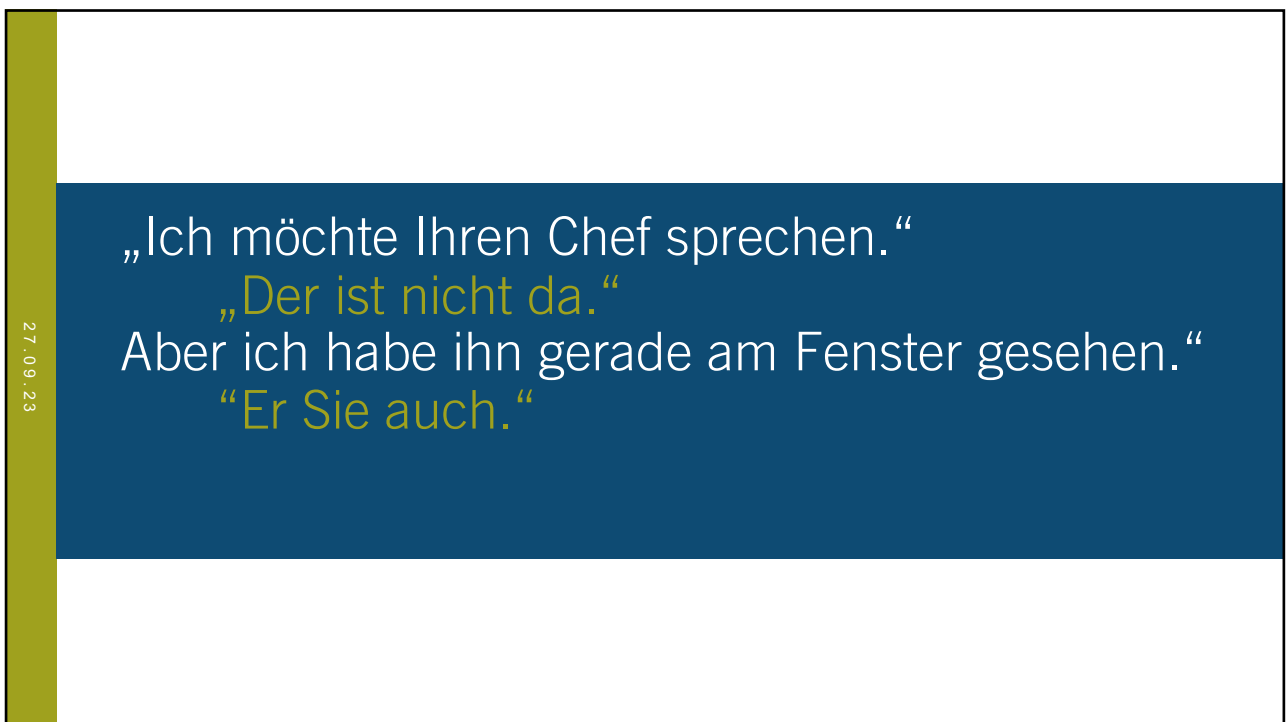 27.09.23
„Ich möchte Ihren Chef sprechen.“
„Der ist nicht da.“
Aber ich habe ihn gerade am Fenster gesehen.“
“Er Sie auch.“